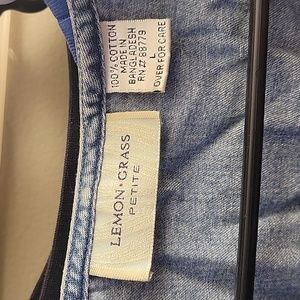 100% COTTON
MADE IN
BANGLADESH
RN # 88779
L
OVER FOR CARE
LEMON • GRASS
PETITE